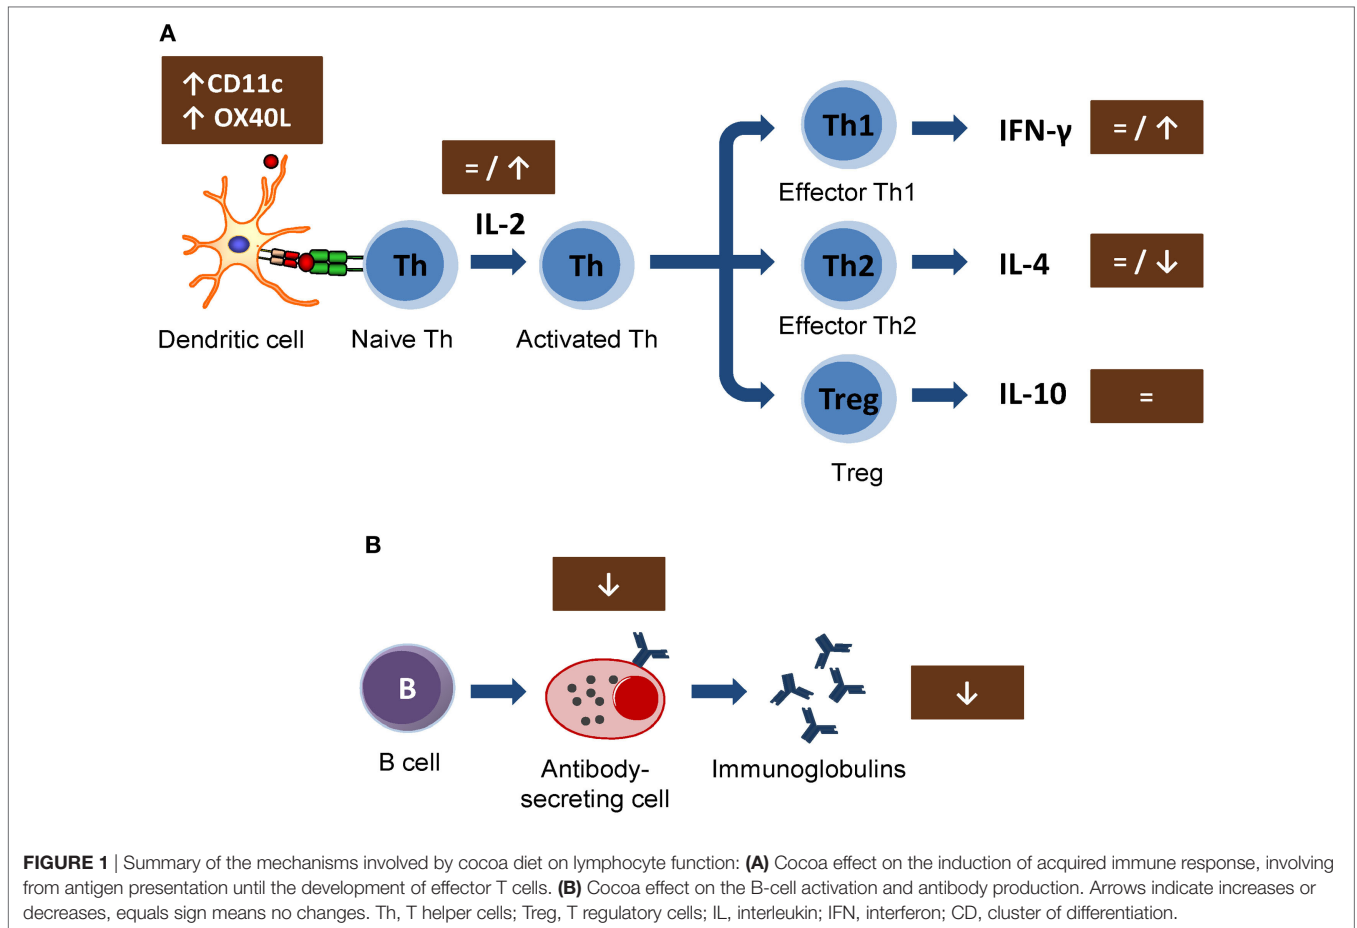 A
↑CD11c
↑ OX40L
= / ↑
IL-2
Th
Th
Dendritic cell
Naive Th
Activated Th
Th1
Effector Th1
IFN-γ
= / ↑
Th2
Effector Th2
IL-4
= / ↓
Treg
Treg
IL-10
=
B
↓
B
B cell
Antibody-
secreting cell
Immunoglobulins
↓
FIGURE 1 | Summary of the mechanisms involved by cocoa diet on lymphocyte function: (A) Cocoa effect on the induction of acquired immune response, involving
from antigen presentation until the development of effector T cells. (B) Cocoa effect on the B-cell activation and antibody production. Arrows indicate increases or
decreases, equals sign means no changes. Th, T helper cells; Treg, T regulatory cells; IL, interleukin; IFN, interferon; CD, cluster of differentiation.